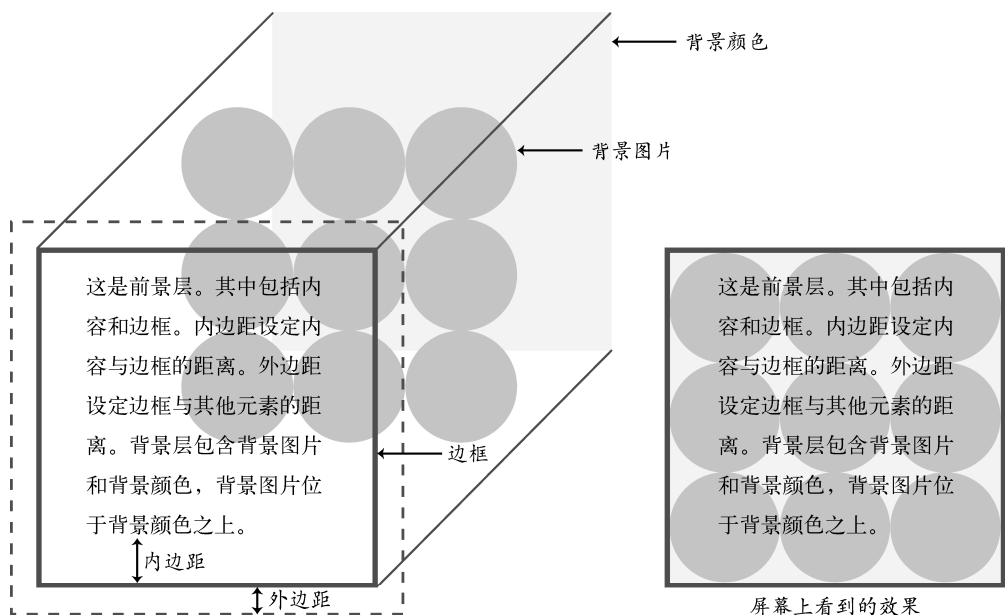 背景颜色
背景图片
这是前景层。其中包括内
容和边框。内边距设定内
容与边框的距离。外边距
设定边框与其他元素的距
离。背景层包含背景图片
和背景颜色，背景图片位
于背景颜色之上。
边框
内边距
外边距
这是前景层。其中包括内
容和边框。内边距设定内
容与边框的距离。外边距
设定边框与其他元素的距
离。背景层包含背景图片
和背景颜色，背景图片位
于背景颜色之上。
屏幕上看到的效果